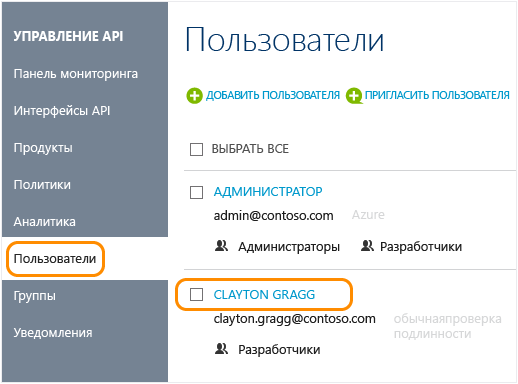 УПРАВЛЕНИЕ API
Панель мониторинга
Интерфейсы API
Продукты
Политики
Аналитика
Пользователи
Группы
Уведомления
Пользователи
ДОБАВИТЬ ПОЛЬЗОВАТЕЛЯ ПРИГЛАСИТЬ ПОЛЬЗОВАТЕЛЯ
ВЫБРАТЬ ВСЕ
АДМИНИСТРАТОР
admin@contoso.com Azure
Администраторы Разработчики
CLAYTON GRAGG
clayton.gragg@contoso.com обычнаяпроверка
подлинности
Разработчики